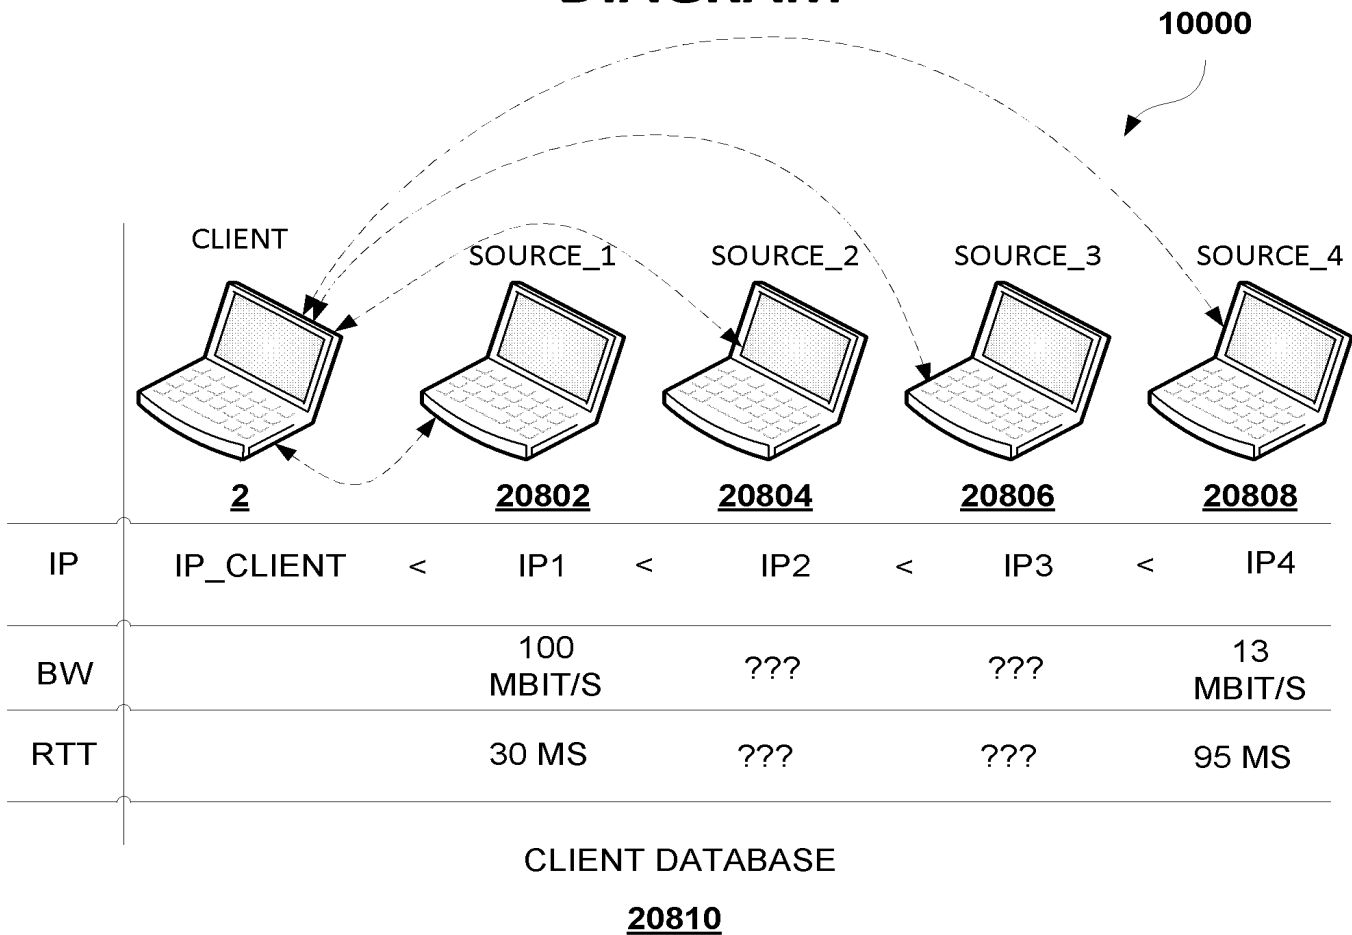 DIAGRAM
10000
CLIENT
SOURCE_1
SOURCE_2
SOURCE_3
SOURCE_4
2
20802
20804
20806
20808
IP IP_CLIENT < IP1 < IP2 < IP3 < IP4
BW 100 MBIT/S ??? ??? 13 MBIT/S
RTT 30 MS ??? ??? 95 MS
CLIENT DATABASE
20810